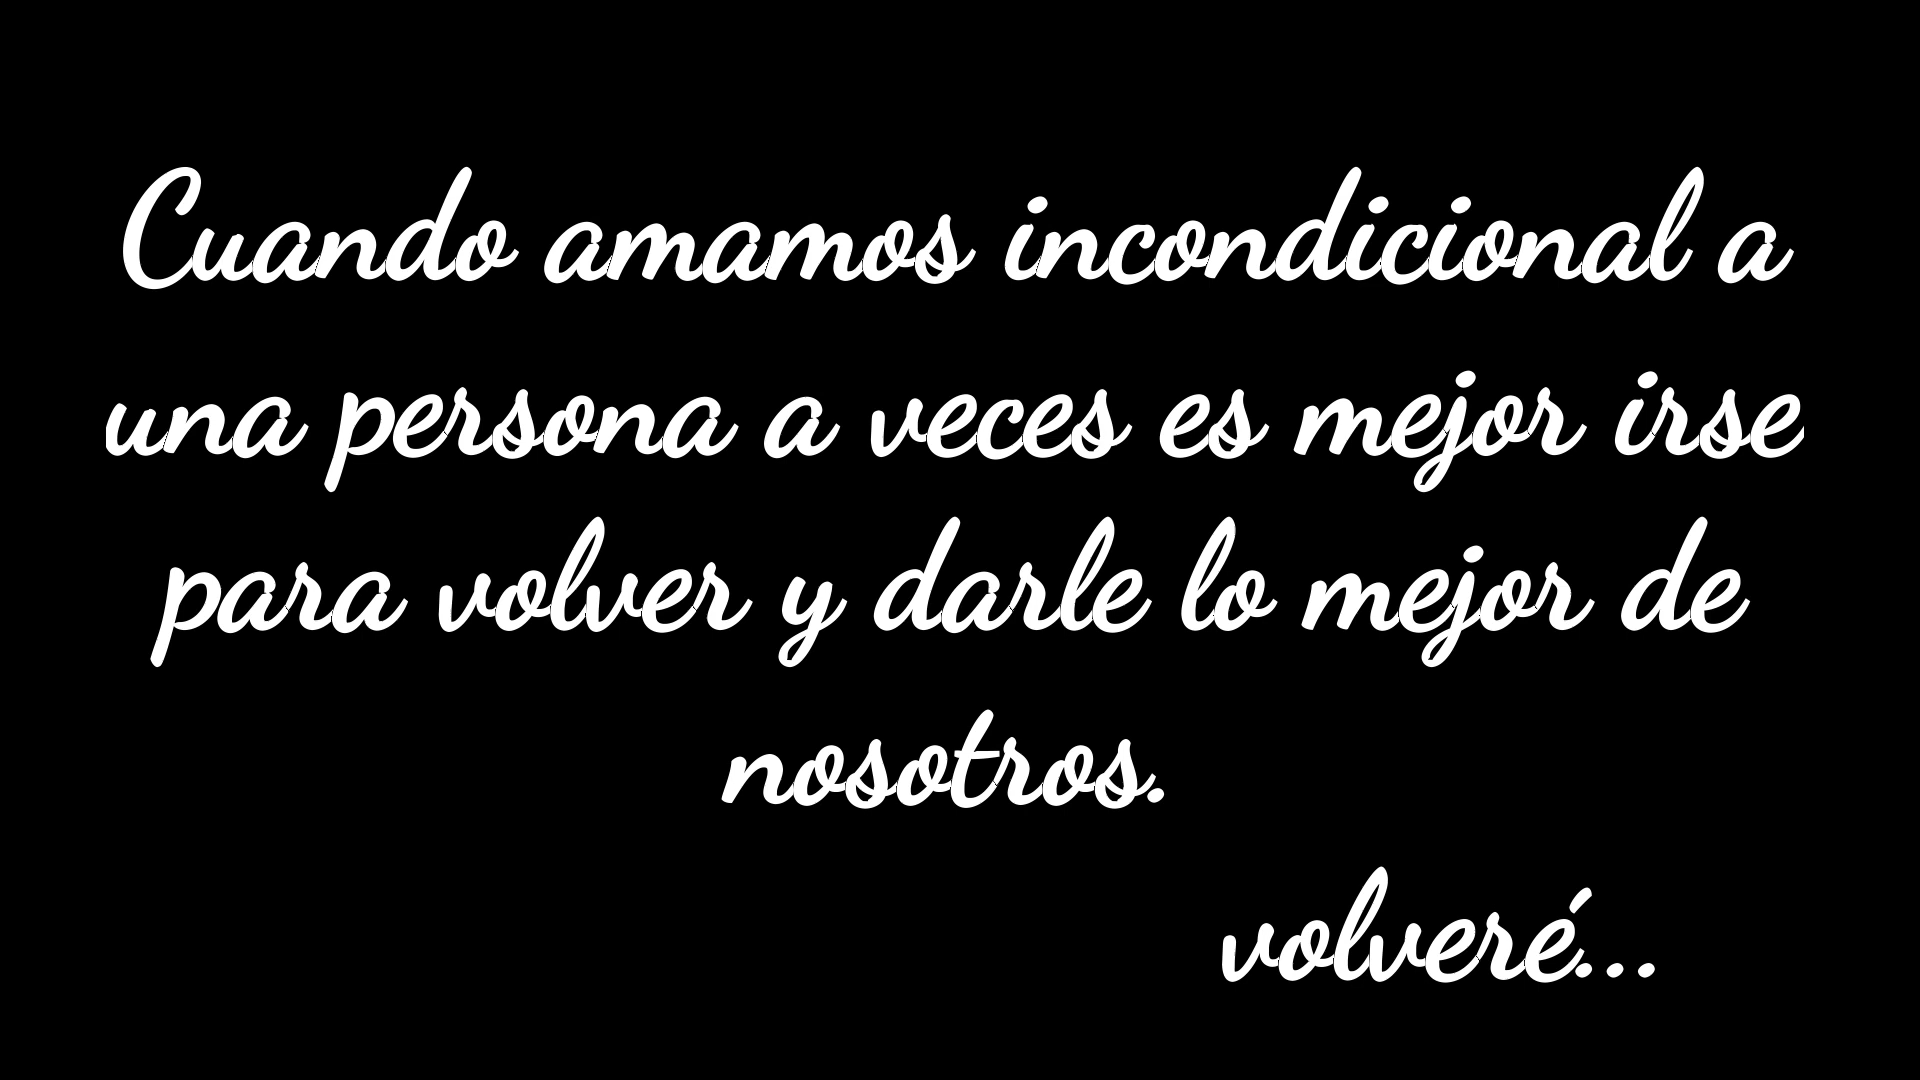 Cuando amamos incondicional a
una persona a veces es mejor irse
para volver y darle lo mejor de
nosotros.
volveré...